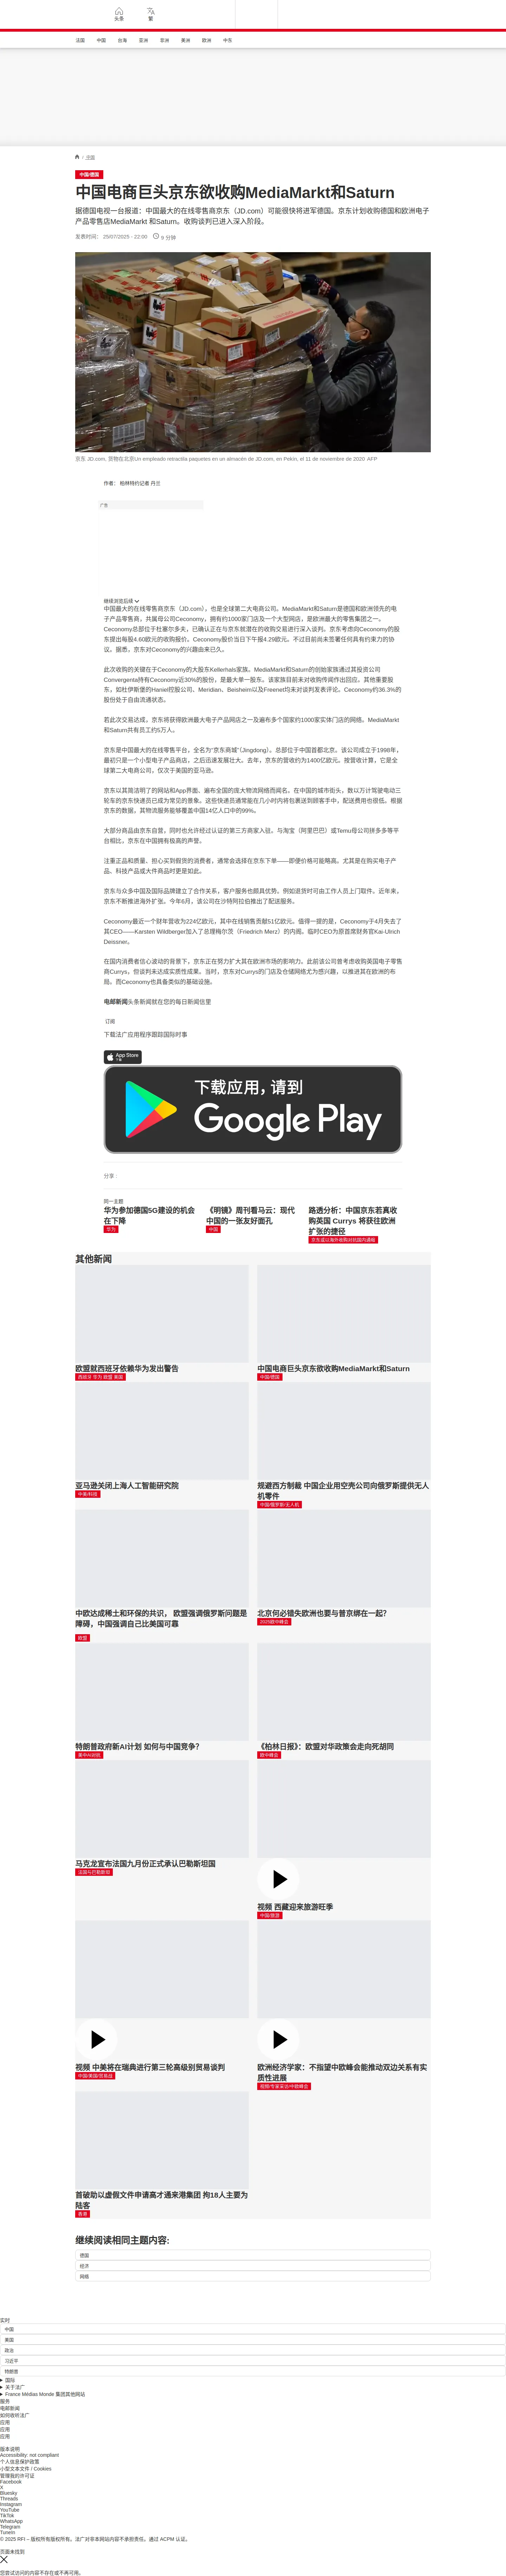 头条
繁
法国
中国
台海
亚洲
非洲
美洲
欧洲
中东
/ 中国
中国/德国
中国电商巨头京东欲收购MediaMarkt和Saturn
据德国电视一台报道：中国最大的在线零售商京东（JD.com）可能很快将进军德国。京东计划收购德国和欧洲电子产品零售店MediaMarkt 和Saturn。收购谈判已进入深入阶段。
发表时间： 25/07/2025 - 22:00
9 分钟
京东 JD.com, 货物在北京Un empleado retractila paquetes en un almacén de JD.com, en Pekín, el 11 de noviembre de 2020 AFP
作者： 柏林特约记者 丹兰
广告
继续浏览后续
中国最大的在线零售商京东（JD.com），也是全球第二大电商公司。MediaMarkt和Saturn是德国和欧洲领先的电子产品零售商，共属母公司Ceconomy，拥有约1000家门店及一个大型网店，是欧洲最大的零售集团之一。Ceconomy总部位于杜塞尔多夫，已确认正在与京东就潜在的收购交易进行深入谈判。京东考虑向Ceconomy的股东提出每股4.60欧元的收购报价。Ceconomy股价当日下午报4.29欧元。不过目前尚未签署任何具有约束力的协议。据悉，京东对Ceconomy的兴趣由来已久。
此次收购的关键在于Ceconomy的大股东Kellerhals家族。MediaMarkt和Saturn的创始家族通过其投资公司Convergenta持有Ceconomy近30%的股份，是最大单一股东。该家族目前未对收购传闻作出回应。其他重要股东，如杜伊斯堡的Haniel控股公司、Meridian、Beisheim以及Freenet均未对谈判发表评论。Ceconomy约36.3%的股份处于自由流通状态。
若此次交易达成，京东将获得欧洲最大电子产品网店之一及遍布多个国家约1000家实体门店的网络。MediaMarkt和Saturn共有员工约5万人。
京东是中国最大的在线零售平台，全名为“京东商城”（Jingdong）。总部位于中国首都北京。该公司成立于1998年，最初只是一个小型电子产品商店，之后迅速发展壮大。去年，京东的营收约为1400亿欧元。按营收计算，它是全球第二大电商公司，仅次于美国的亚马逊。
京东以其简洁明了的网站和App界面、遍布全国的庞大物流网络而闻名。在中国的城市街头，数以万计驾驶电动三轮车的京东快递员已成为常见的景象。这些快递员通常能在几小时内将包裹送到顾客手中。配送费用也很低。根据京东的数据，其物流服务能够覆盖中国14亿人口中的99%。
大部分商品由京东自营，同时也允许经过认证的第三方商家入驻。与淘宝（阿里巴巴）或Temu母公司拼多多等平台相比，京东在中国拥有极高的声誉。
注重正品和质量、担心买到假货的消费者，通常会选择在京东下单——即便价格可能略高。尤其是在购买电子产品、科技产品或大件商品时更是如此。
京东与众多中国及国际品牌建立了合作关系，客户服务也颇具优势，例如退货时可由工作人员上门取件。近年来，京东不断推进海外扩张。今年6月，该公司在沙特阿拉伯推出了配送服务。
Ceconomy最近一个财年营收为224亿欧元，其中在线销售贡献51亿欧元。值得一提的是，Ceconomy于4月失去了其CEO——Karsten Wildberger加入了总理梅尔茨（Friedrich Merz）的内阁。临时CEO为原首席财务官Kai-Ulrich Deissner。
在国内消费者信心波动的背景下，京东正在努力扩大其在欧洲市场的影响力。此前该公司曾考虑收购英国电子零售商Currys，但谈判未达成实质性成果。当时，京东对Currys的门店及仓储网络尤为感兴趣，以推进其在欧洲的布局。而Ceconomy也具备类似的基础设施。
电邮新闻头条新闻就在您的每日新闻信里
订阅
下载法广应用程序跟踪国际时事
App Store
下载
下载应用，请到
Google Play
分享 :
同一主题
华为参加德国5G建设的机会在下降
华为
《明镜》周刊看马云：现代中国的一张友好面孔
中国
路透分析：中国京东若真收购英国 Currys 将获往欧洲扩张的捷径
京东或以海外收购对抗国内通缩
其他新闻
欧盟就西班牙依赖华为发出警告
西班牙 华为 欧盟 美国
中国电商巨头京东欲收购MediaMarkt和Saturn
中国/德国
亚马逊关闭上海人工智能研究院
中美/科技
规避西方制裁 中国企业用空壳公司向俄罗斯提供无人机零件
中国/俄罗斯/无人机
中欧达成稀土和环保的共识， 欧盟强调俄罗斯问题是障碍，中国强调自己比美国可靠
欧盟
北京何必错失欧洲也要与普京绑在一起？
2025欧中峰会
特朗普政府新AI计划 如何与中国竞争？
美中AI对抗
《柏林日报》：欧盟对华政策会走向死胡同
欧中峰会
马克龙宣布法国九月份正式承认巴勒斯坦国
法国与巴勒斯坦
视频 西藏迎来旅游旺季
中国/旅游
视频 中美将在瑞典进行第三轮高级别贸易谈判
中国/美国/贸易战
欧洲经济学家：不指望中欧峰会能推动双边关系有实质性进展
视频/专家采访/中欧峰会
首破助以虚假文件申请高才通来港集团 拘18人主要为陆客
香港
继续阅读相同主题内容:
德国
经济
网络
实时
中国
美国
政治
习近平
特朗普
国际
关于法广
France Médias Monde 集团其他网站
服务
电邮新闻
如何收听法广
应用
应用
应用
版本说明
Accessibility: not compliant
个人信息保护政策
小型文本文件 / Cookies
管理我的许可证
Facebook
X
Bluesky
Threads
Instagram
YouTube
TikTok
WhatsApp
Telegram
TuneIn
© 2025 RFI – 版权所有版权所有。法广对非本网站内容不承担责任。通过 ACPM 认证。
页面未找到
您尝试访问的内容不存在或不再可用。